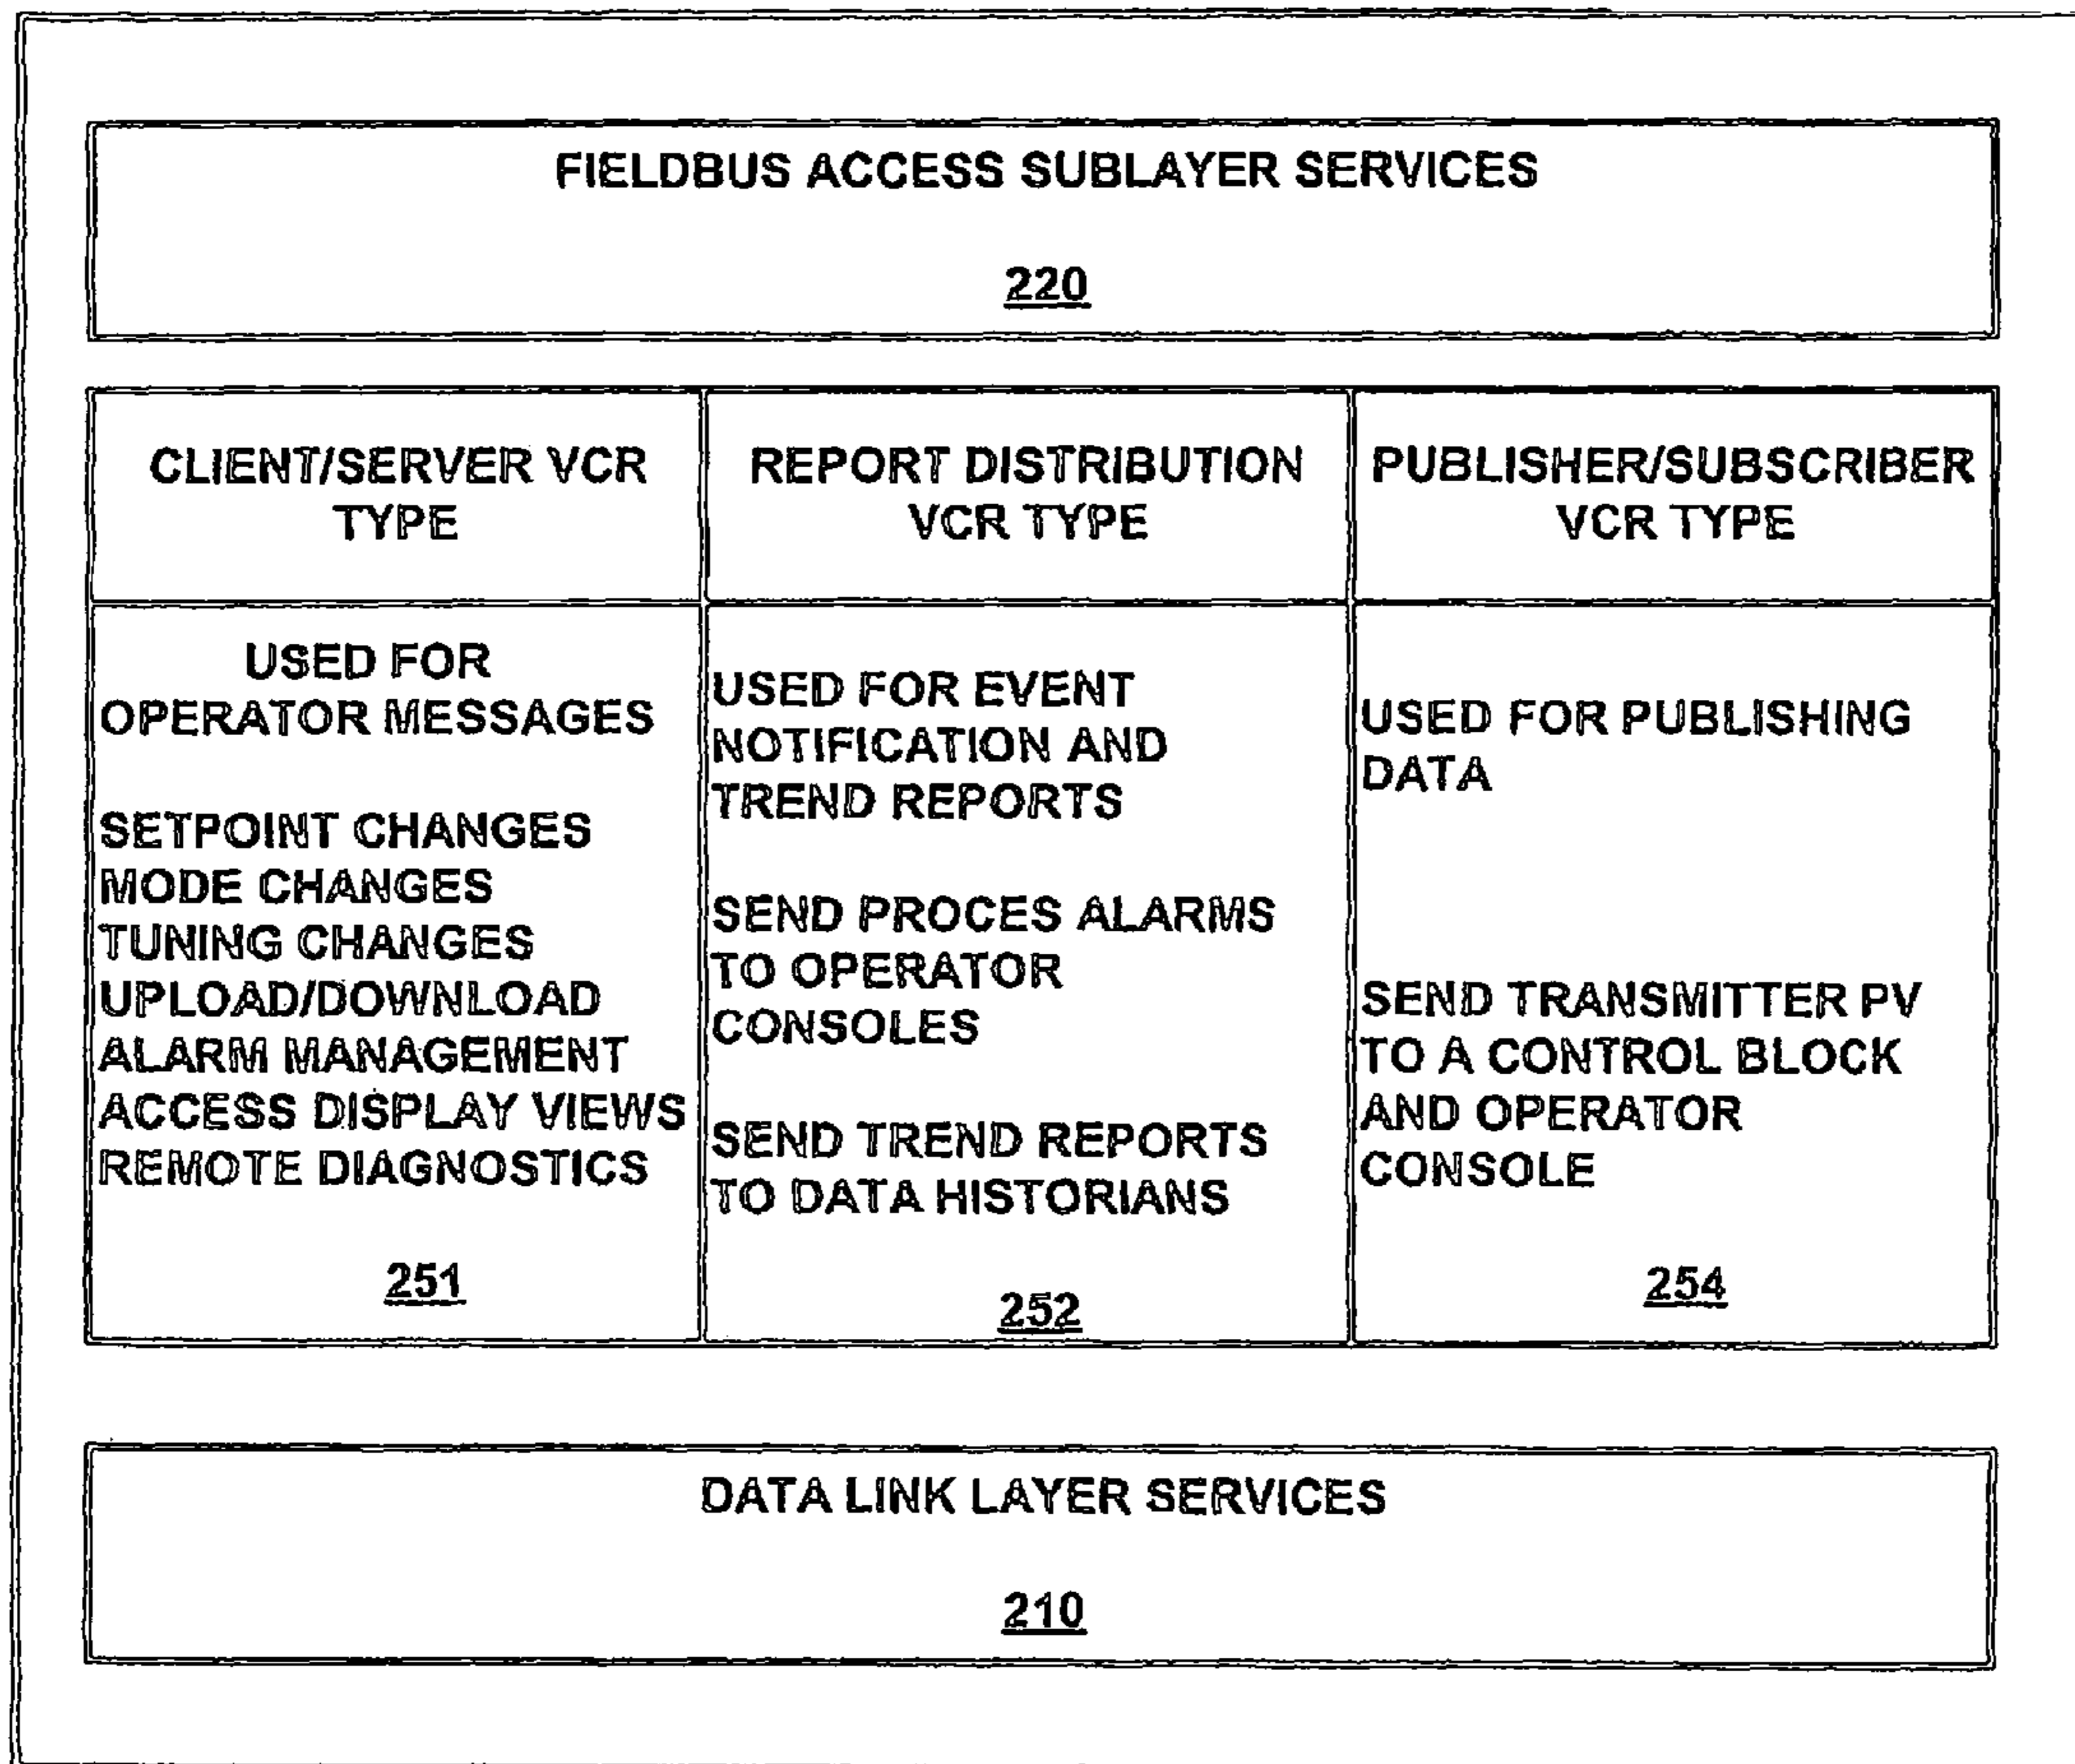 FIELDBUS ACCESS SUBLAYER SERVICES
220
CLIENT/SERVER VCR
TYPE
REPORT DISTRIBUTION
VCR TYPE
PUBLISHER/SUBSCRIBER
VCR TYPE
USED FOR
OPERATOR MESSAGES
SETPOINT CHANGES
MODE CHANGES
TUNING CHANGES
UPLOAD/DOWNLOAD
ALARM MANAGEMENT
ACCESS DISPLAY VIEWS
REMOTE DIAGNOSTICS
251
USED FOR EVENT
NOTIFICATION AND
TREND REPORTS
SEND PROCES ALARMS
TO OPERATOR
CONSOLES
SEND TREND REPORTS
TO DATA HISTORIANS
252
USED FOR PUBLISHING
DATA
SEND TRANSMITTER PV
TO A CONTROL BLOCK
AND OPERATOR
CONSOLE
254
DATA LINK LAYER SERVICES
210